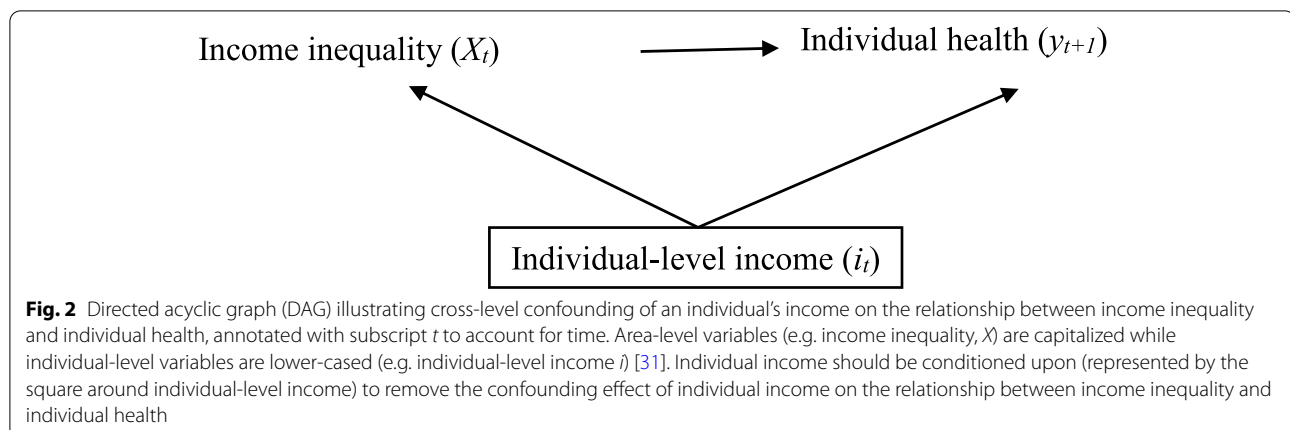 Income inequality (Xt)
Individual health (yt+1)
Individual-level income (it)
Fig. 2 Directed acyclic graph (DAG) illustrating cross-level confounding of an individual's income on the relationship between income inequality
and individual health, annotated with subscript t to account for time. Area-level variables (e.g. income inequality, X) are capitalized while
individual-level variables are lower-cased (e.g. individual-level income i) [31]. Individual income should be conditioned upon (represented by the
square around individual-level income) to remove the confounding effect of individual income on the relationship between income inequality and
individual health